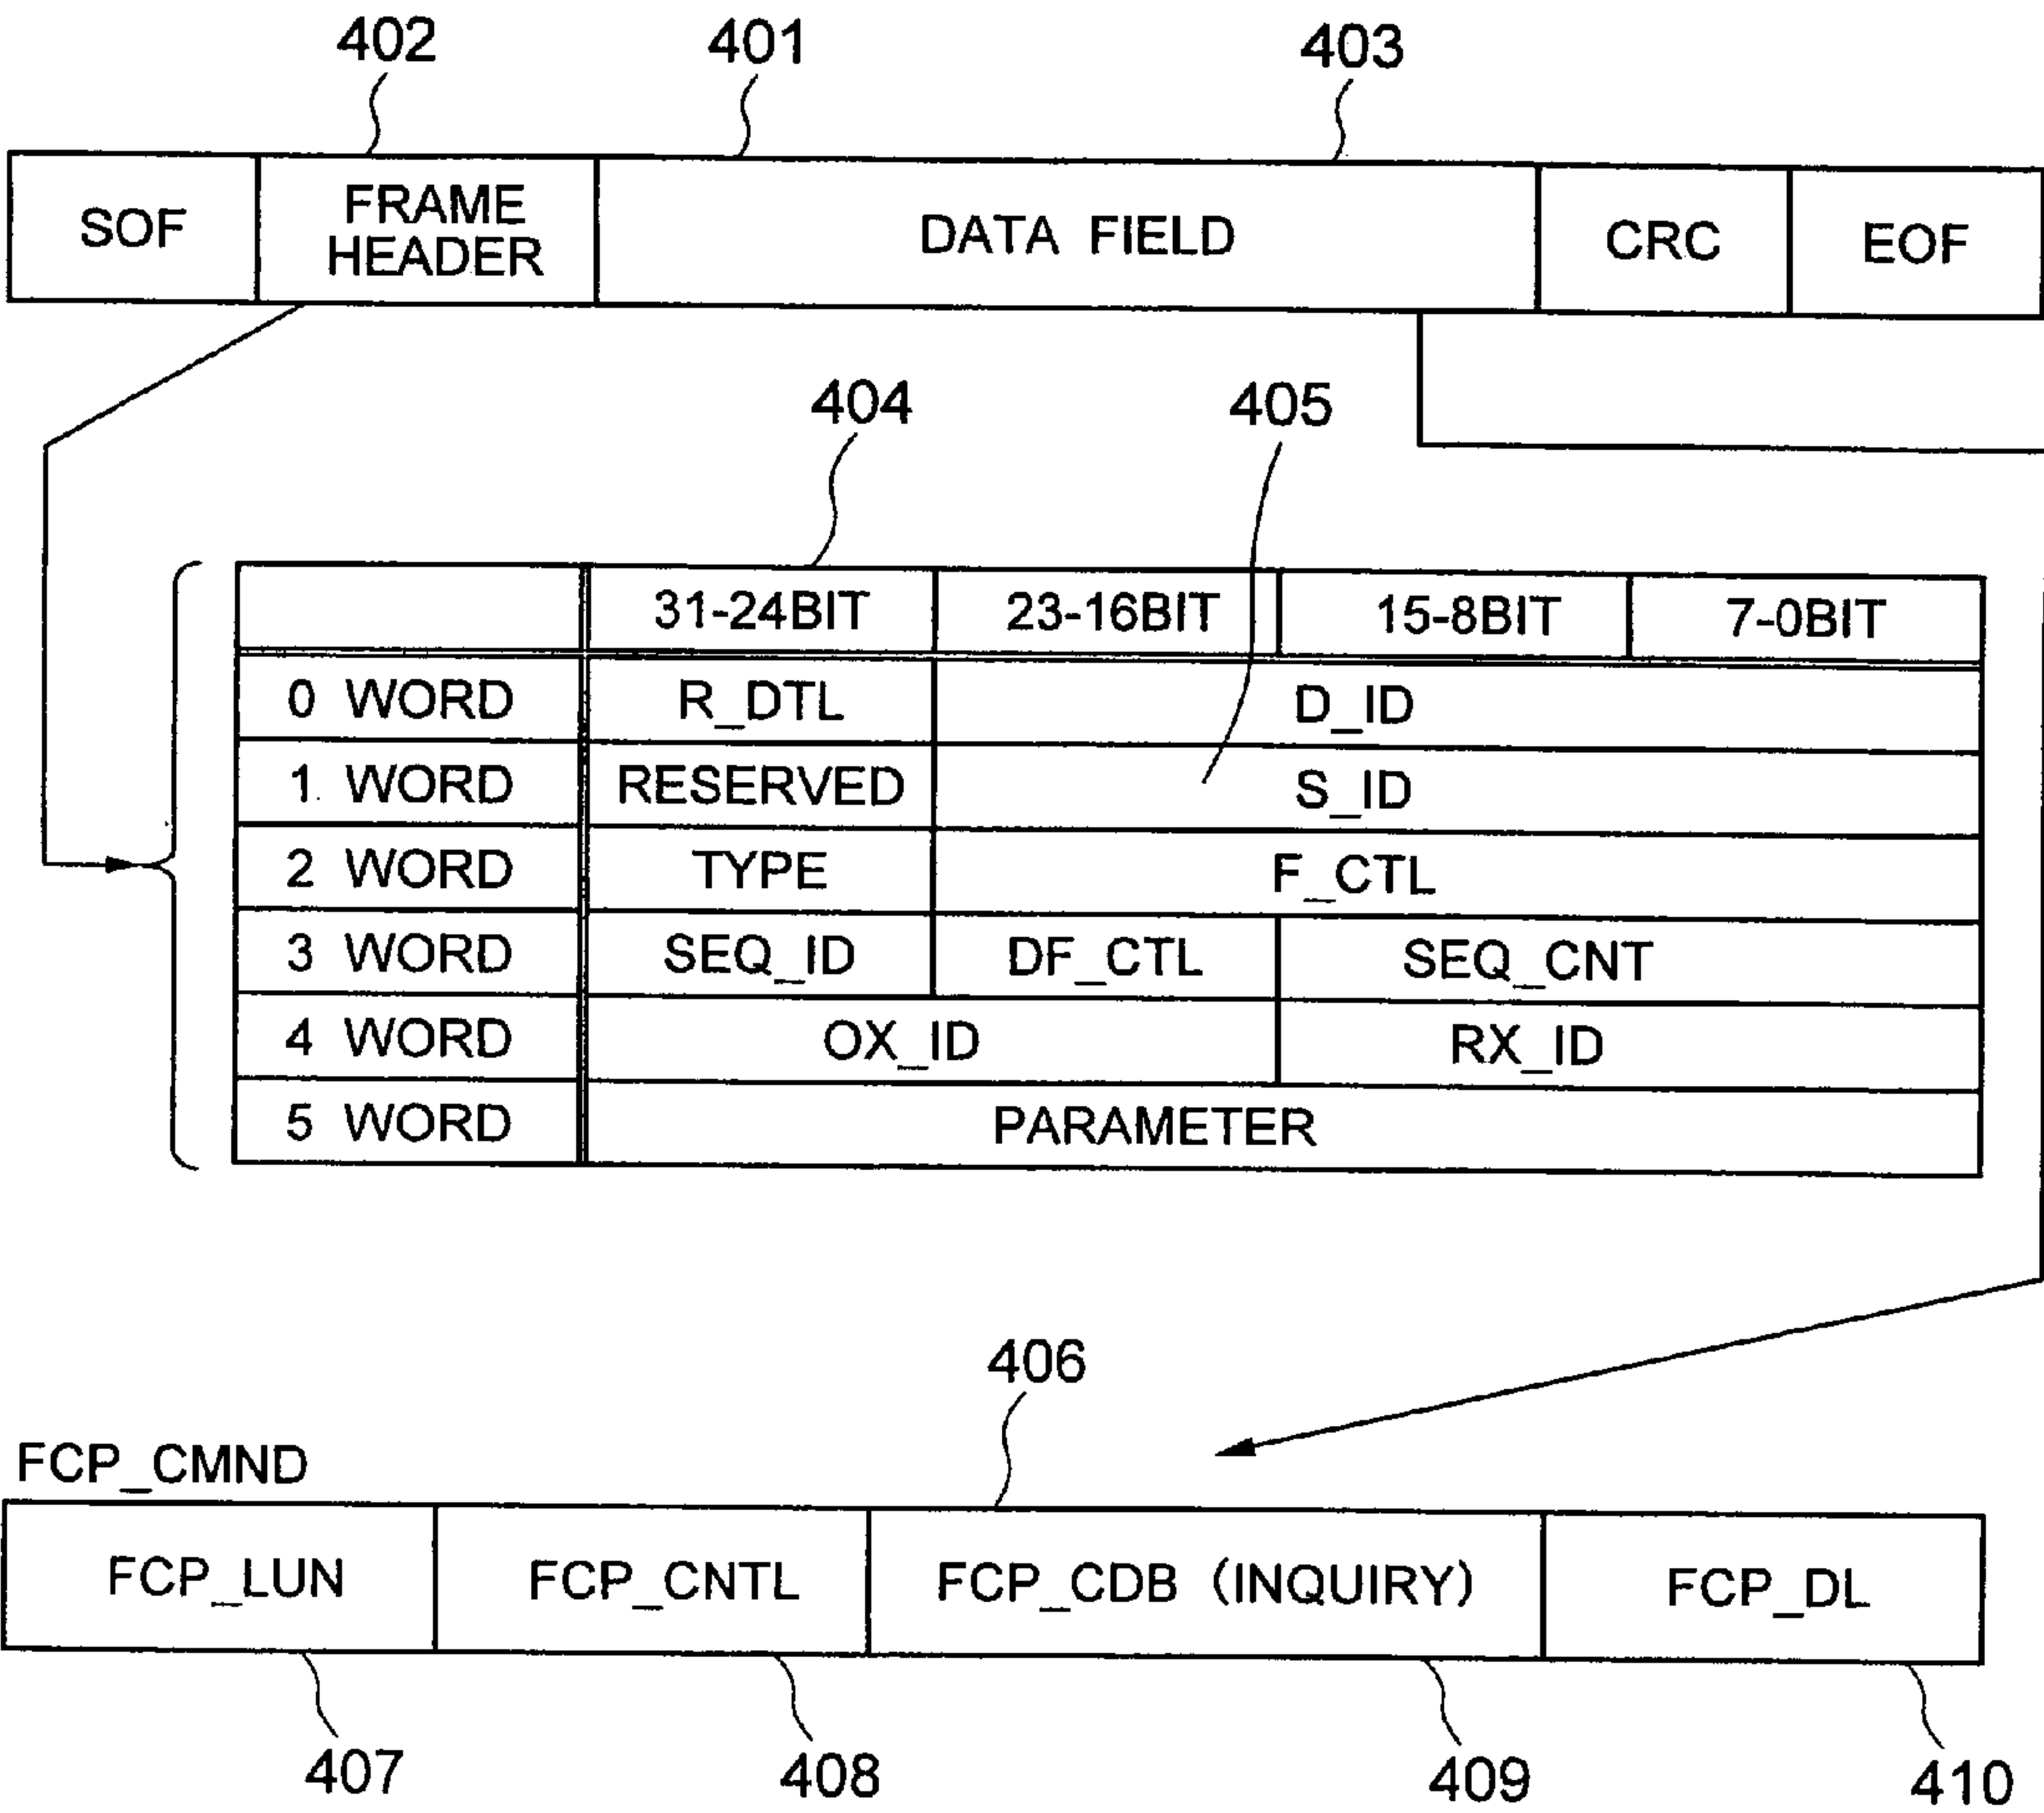 402 401 403
SOF FRAME HEADER DATA FIELD CRC EOF
404 405
31-24BIT 23-16BIT 15-8BIT 7-0BIT
0 WORD R_DTL D_ID
1 WORD RESERVED S_ID
2 WORD TYPE F_CTL
3 WORD SEQ_ID DF_CTL SEQ_CNT
4 WORD OX_ID RX_ID
5 WORD PARAMETER
406
FCP_CMND
FCP_LUN FCP_CNTL FCP_CDB (INQUIRY) FCP_DL
407 408 409 410